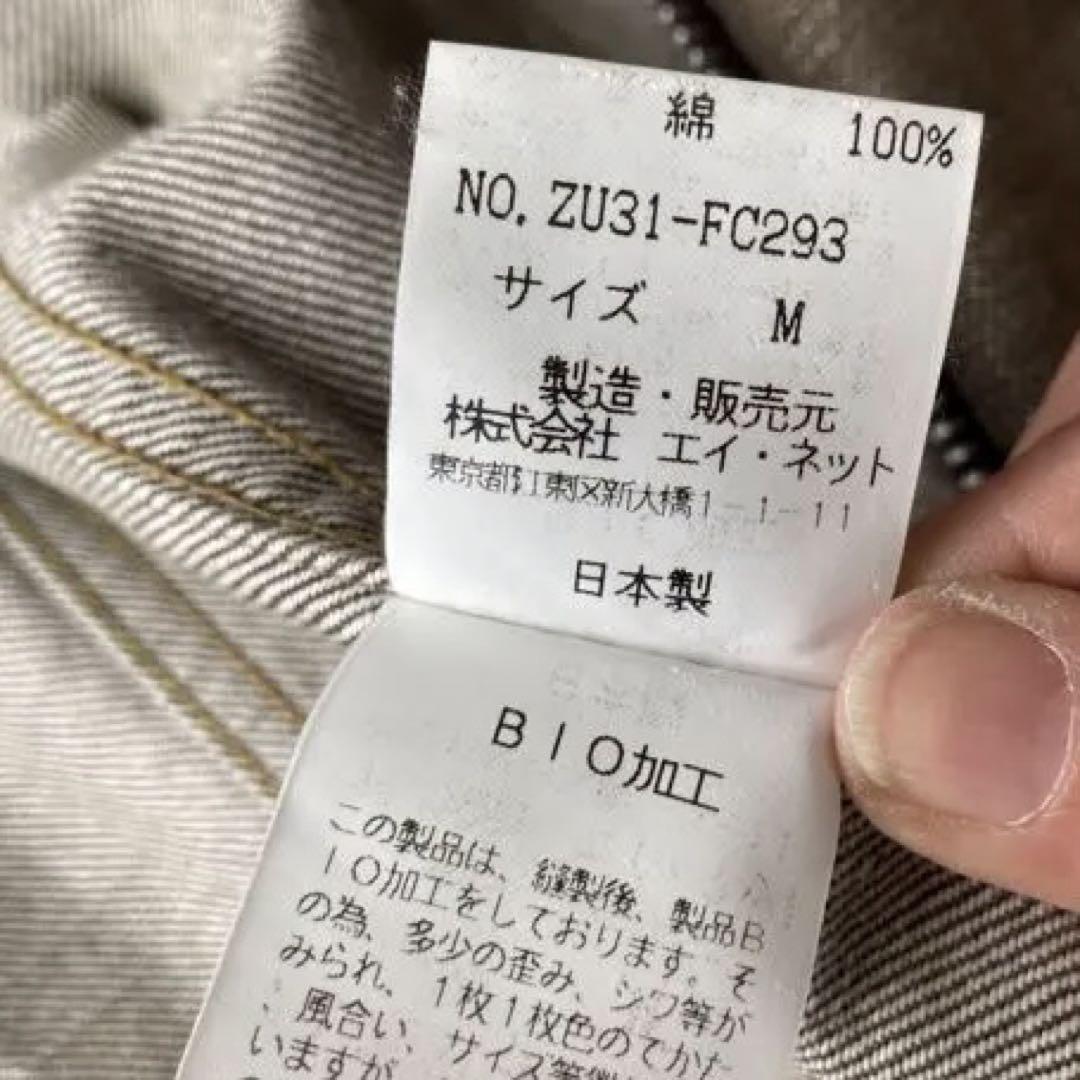 綿 100%
NO. ZU31-FC293
サイズ M
製造・販売元
株式会社 エイ・ネット
東京都江東区新大橋1-1-11
日本製
BIO加工
この製品は、縫製後、製品B
IO加工をしております。そ
の為、多少の歪み、シワ等が
みられ、1枚1枚色のでかた
、風合い、サイズ等
いますが